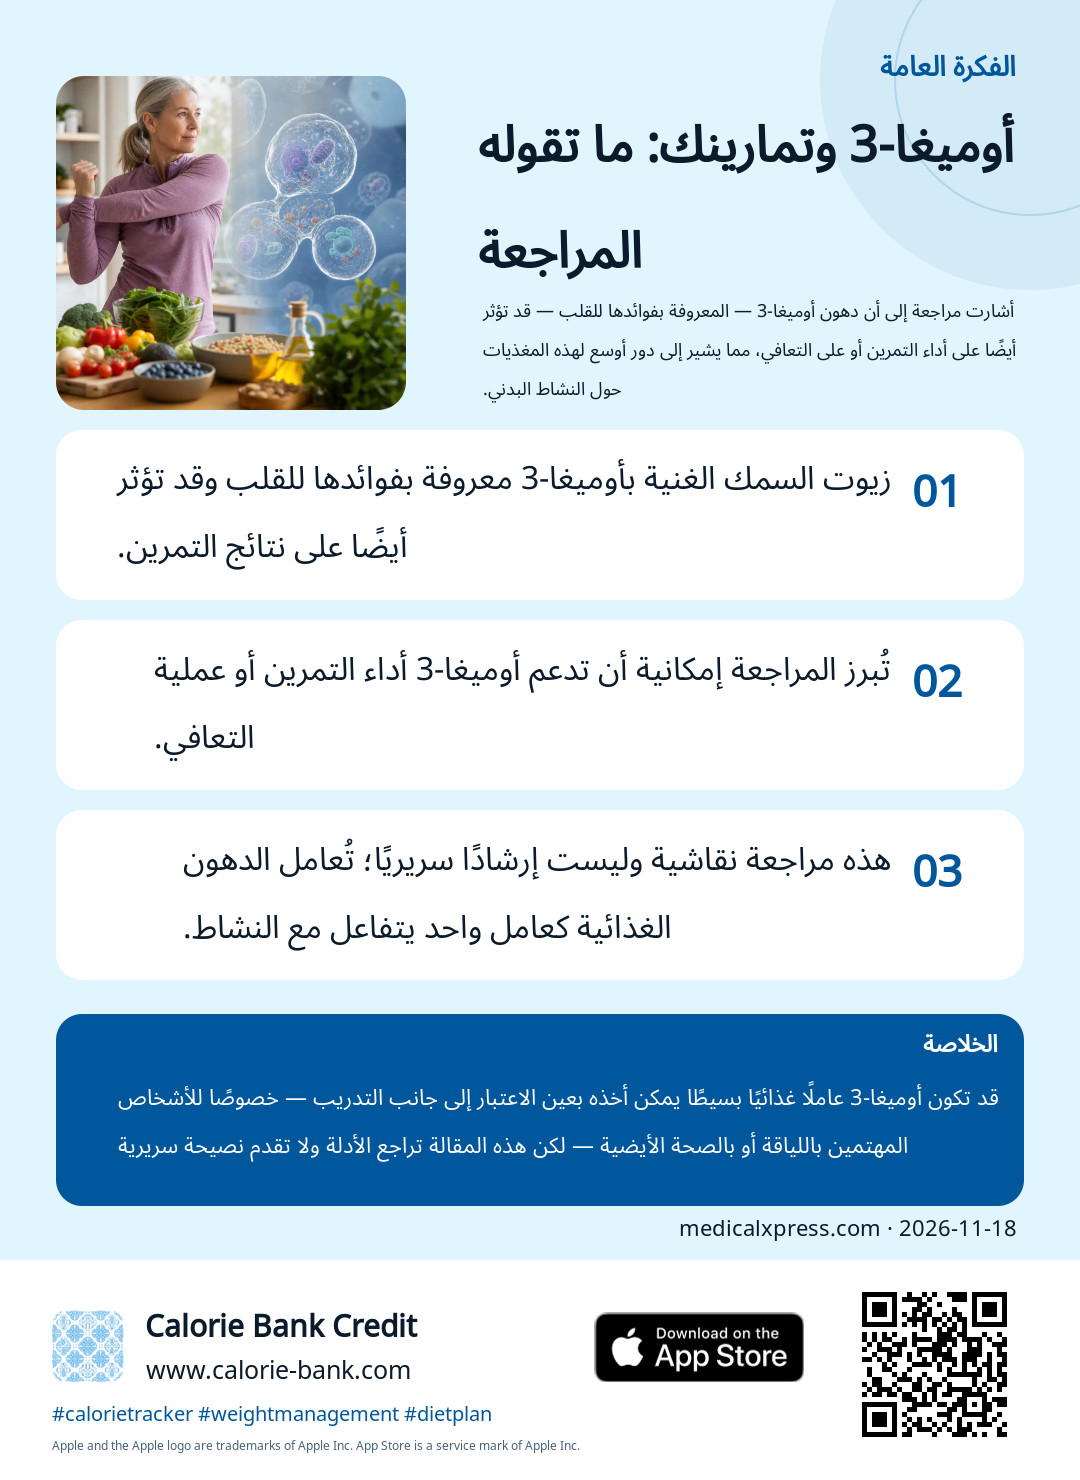 الفكرة العامة
أوميغا-3 وتمارينك: ما تقوله
المراجعة
أشارت مراجعة إلى أن دهون أوميغا-3 — المعروفة بفوائدها للقلب — قد تؤثر
أيضًا على أداء التمرين أو على التعافي، مما يشير إلى دور أوسع لهذه المغذيات
حول النشاط البدني.
01
زيوت السمك الغنية بأوميغا-3 معروفة بفوائدها للقلب وقد تؤثر
أيضًا على نتائج التمرين.
02
تُبرز المراجعة إمكانية أن تدعم أوميغا-3 أداء التمرين أو عملية
التعافي.
03
هذه مراجعة نقاشية وليست إرشادًا سريريًا؛ تُعامل الدهون
الغذائية كعامل واحد يتفاعل مع النشاط.
الخلاصة
قد تكون أوميغا-3 عاملًا غذائيًا بسيطًا يمكن أخذه بعين الاعتبار إلى جانب التدريب — خصوصًا للأشخاص
المهتمين باللياقة أو بالصحة الأيضية — لكن هذه المقالة تراجع الأدلة ولا تقدم نصيحة سريرية
medicalxpress.com · 2026-11-18
Calorie Bank Credit
www.calorie-bank.com
Download on the
App Store
#calorietracker #weightmanagement #dietplan
Apple and the Apple logo are trademarks of Apple Inc. App Store is a service mark of Apple Inc.